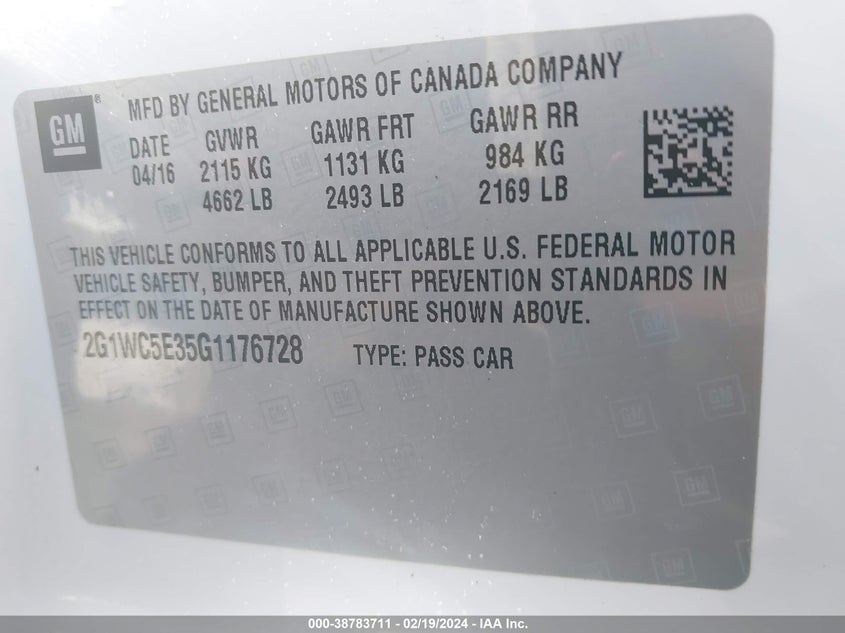 GM ® MFD BY GENERAL MOTORS OF CANADA COMPANY
DATE GVWR GAWR FRT GAWR RR
04/16 2115 KG 1131 KG 984 KG
4662 LB 2493 LB 2169 LB
THIS VEHICLE CONFORMS TO ALL APPLICABLE U.S. FEDERAL MOTOR
VEHICLE SAFETY, BUMPER, AND THEFT PREVENTION STANDARDS IN
EFFECT ON THE DATE OF MANUFACTURE SHOWN ABOVE.
2G1WC5E35G1176728 TYPE: PASS CAR
000-38783711 - 02/19/2024 - IAA Inc.